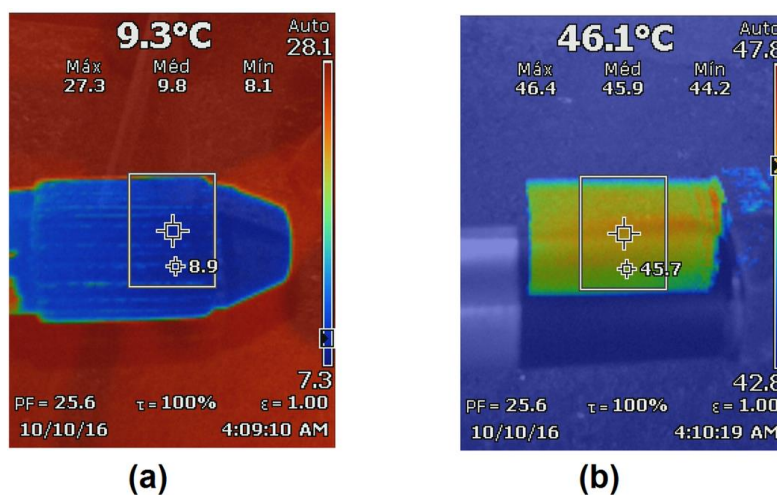 9.3°C
Auto
28.1
Máx Méd Mín
27.3 9.8 8.1
8.9
7.3
PF = 25.6 τ = 100% ε = 1.00
10/10/16 4:09:10 AM
(a)
46.1°C
Auto
47.8
Máx Méd Mín
46.4 45.9 44.2
45.7
42.8
PF = 25.6 τ = 100% ε = 1.00
10/10/16 4:10:19 AM
(b)